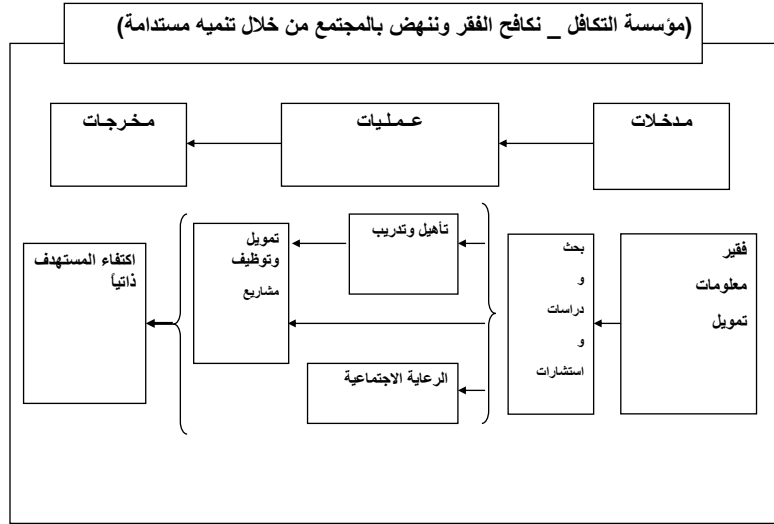 (مؤسسة التكافل _ نكافح الفقر وننهض بالمجتمع من خلال تنميه مستدامة)
مدخلات
عمليات
مخرجات
فقير
معلومات
تمويل
بحث
و
دراسات
و
استشارات
تأهيل وتدريب
الرعاية الاجتماعية
تمويل
وتوظيف
مشاريع
اكتفاء المستهدف
ذاتياً